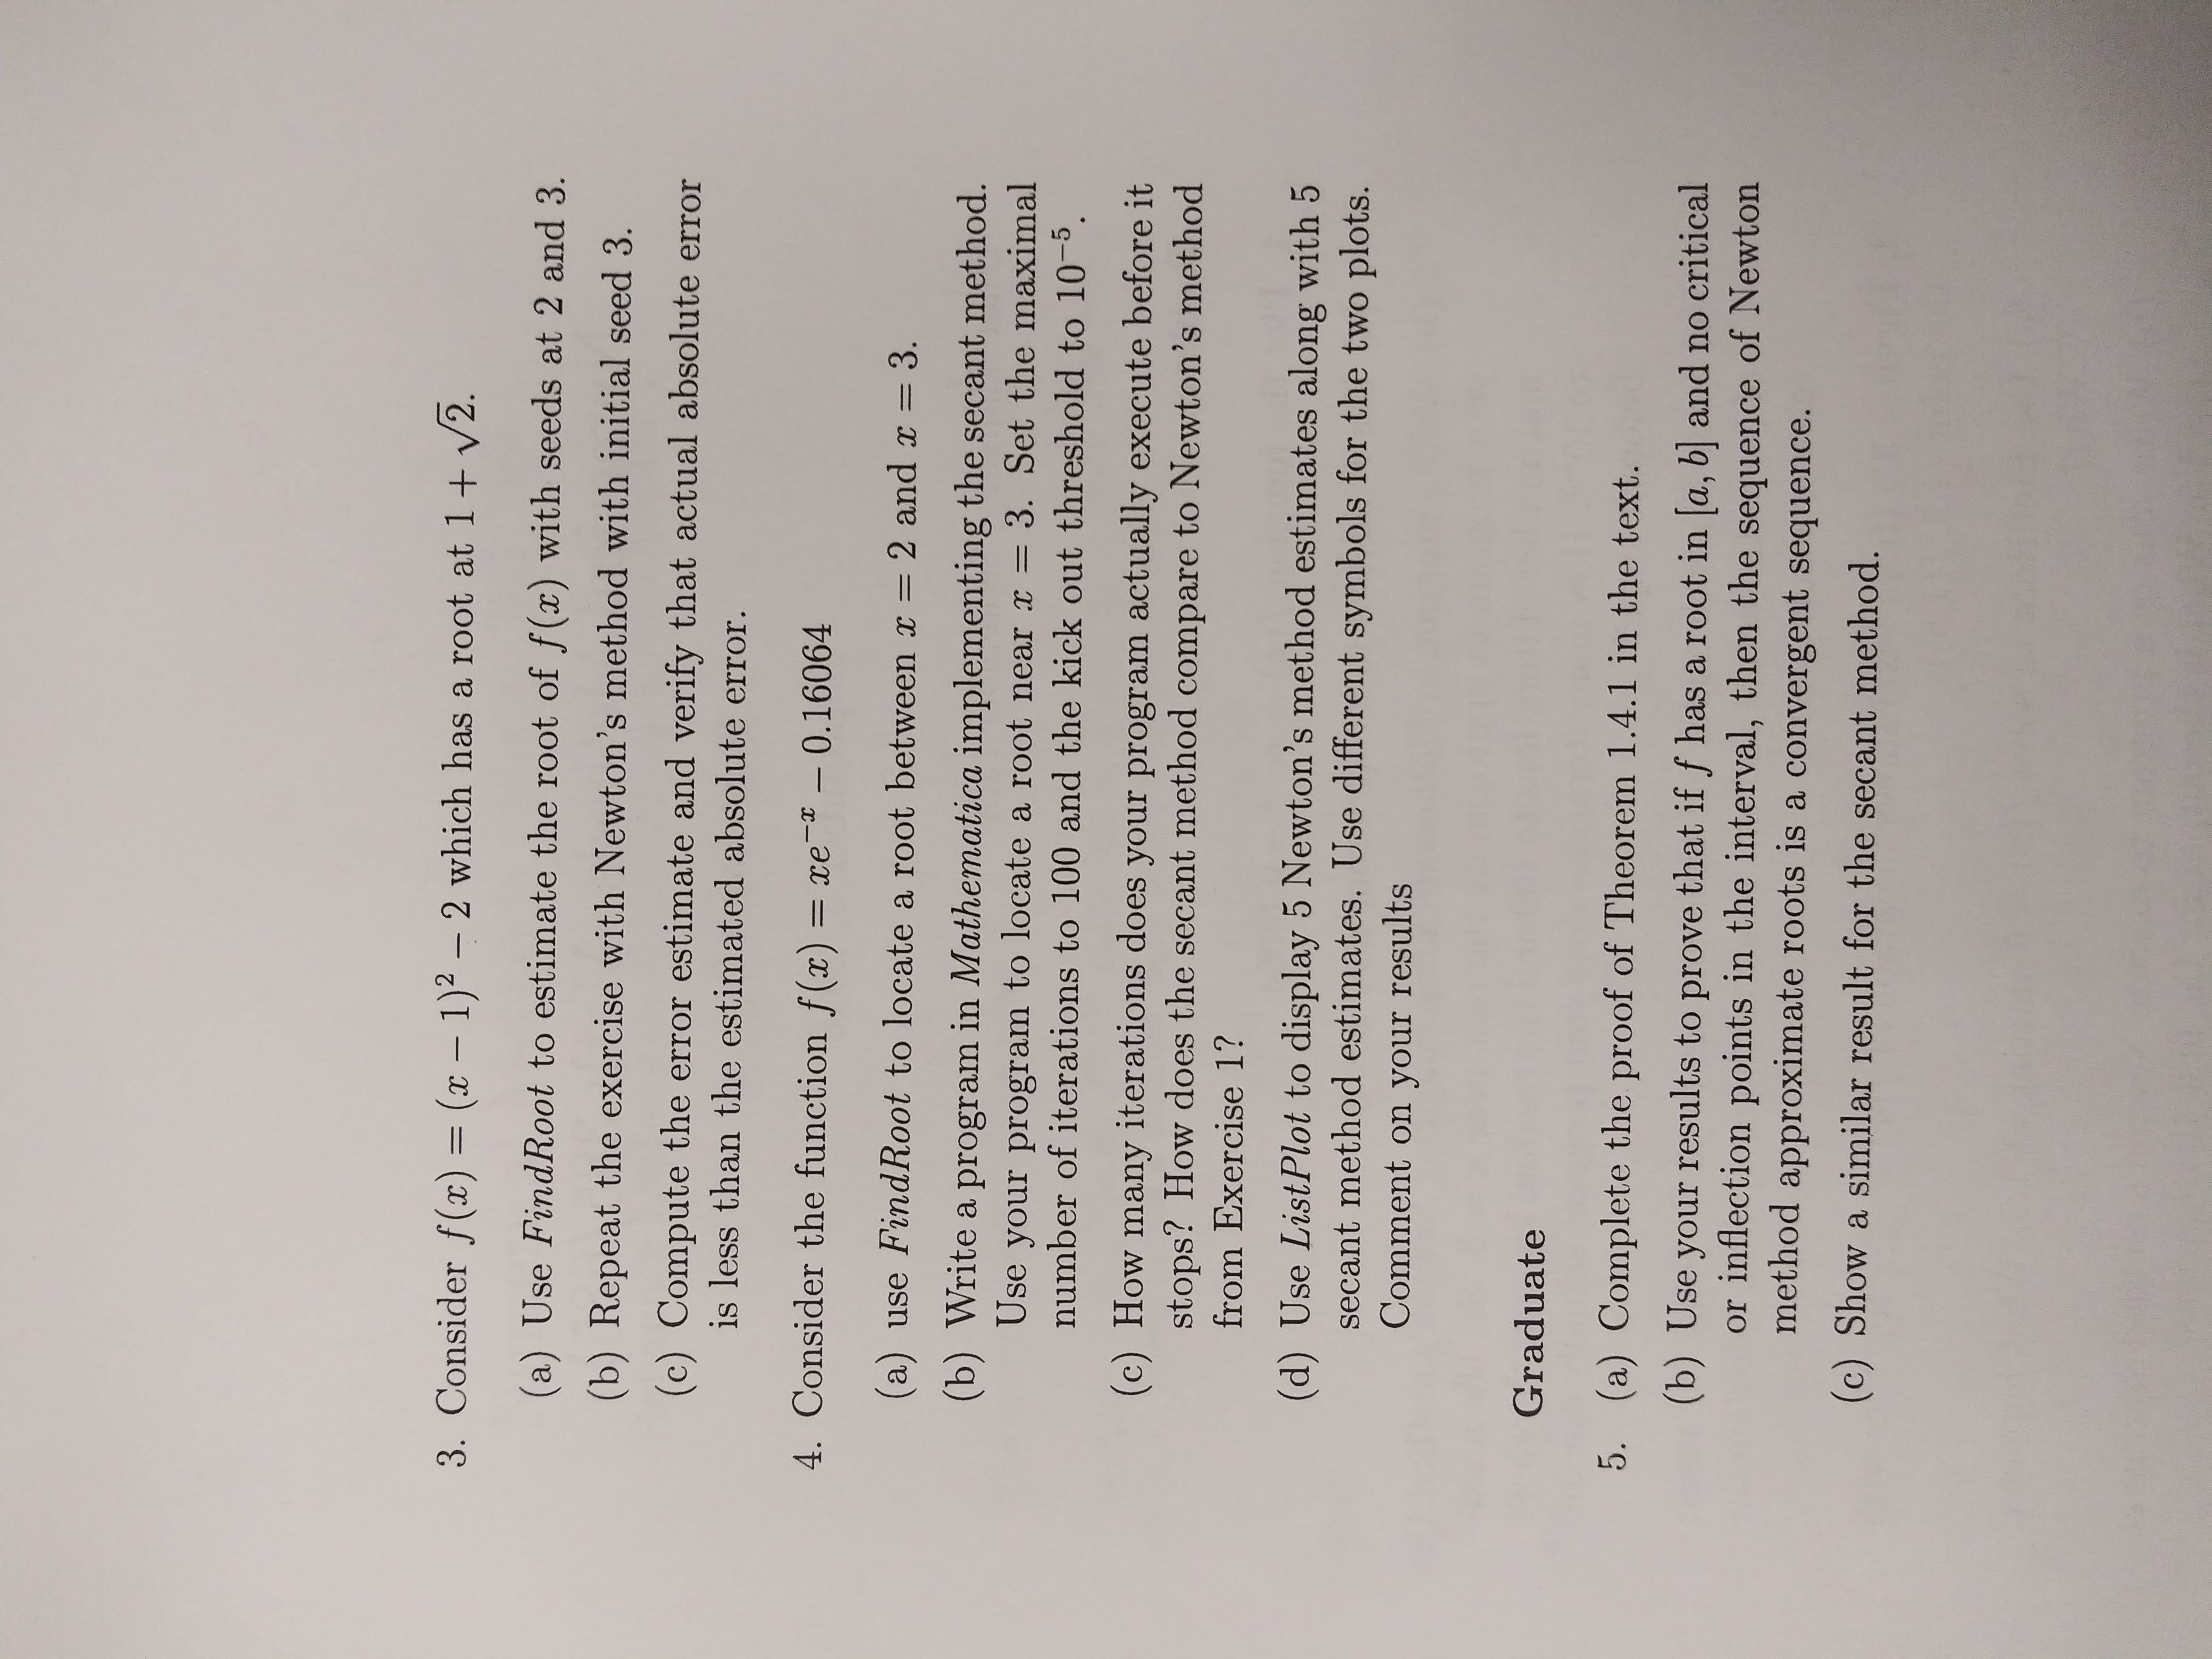 3. Consider f(x) = (x − 1)² − 2 which has a root at 1 + √2.
(a) Use FindRoot to estimate the root of f(x) with seeds at 2 and 3.
(b) Repeat the exercise with Newton's method with initial seed 3.
(c) Compute the error estimate and verify that actual absolute error
is less than the estimated absolute error.
4. Consider the function f(x) = xe⁻ˣ − 0.16064
(a) use FindRoot to locate a root between x = 2 and x = 3.
(b) Write a program in Mathematica implementing the secant method.
Use your program to locate a root near x = 3. Set the maximal
number of iterations to 100 and the kick out threshold to 10⁻⁵.
(c) How many iterations does your program actually execute before it
stops? How does the secant method compare to Newton's method
from Exercise 1?
(d) Use ListPlot to display 5 Newton's method estimates along with 5
secant method estimates. Use different symbols for the two plots.
Comment on your results
Graduate
5. (a) Complete the proof of Theorem 1.4.1 in the text.
(b) Use your results to prove that if f has a root in [a, b] and no critical
or inflection points in the interval, then the sequence of Newton
method approximate roots is a convergent sequence.
(c) Show a similar result for the secant method.